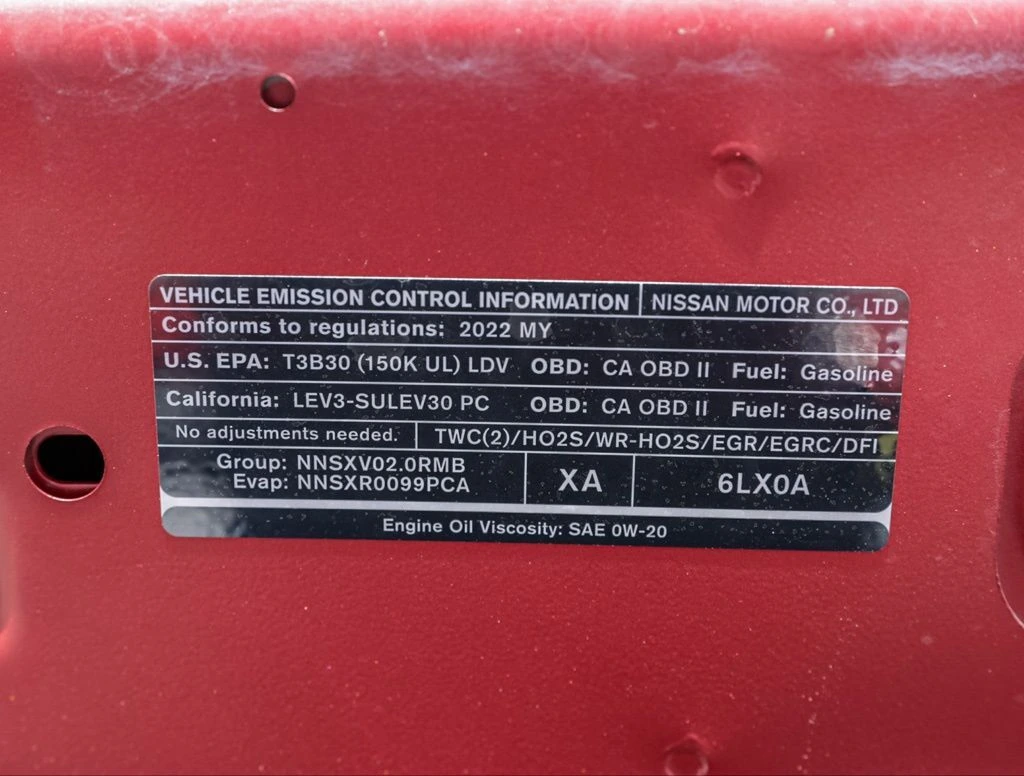 VEHICLE EMISSION CONTROL INFORMATION NISSAN MOTOR CO., LTD
Conforms to regulations: 2022 MY
U.S. EPA: T3B30 (150K UL) LDV OBD: CA OBD II Fuel: Gasoline
California: LEV3-SULEV30 PC OBD: CA OBD II Fuel: Gasoline
No adjustments needed. TWC(2)/HO2S/WR-HO2S/EGR/EGRC/DFI
Group: NNSXV02.0RMB
Evap: NNSXR0099PCA
XA
6LX0A
Engine Oil Viscosity: SAE 0W-20